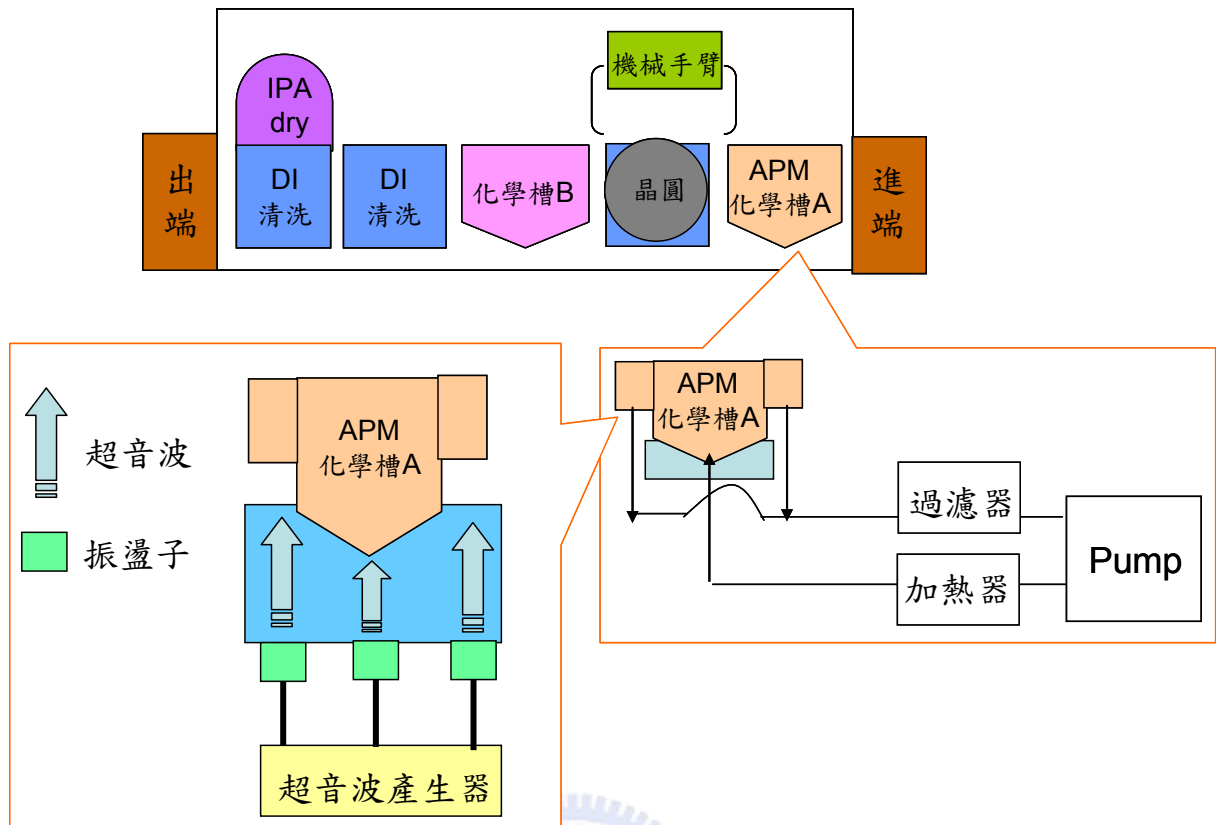 機械手臂
IPA
dry
出
端
DI
清洗
DI
清洗
化學槽B
晶圓
APM
化學槽A
進
端
超音波
振盪子
APM
化學槽A
超音波產生器
APM
化學槽A
過濾器
加熱器
Pump